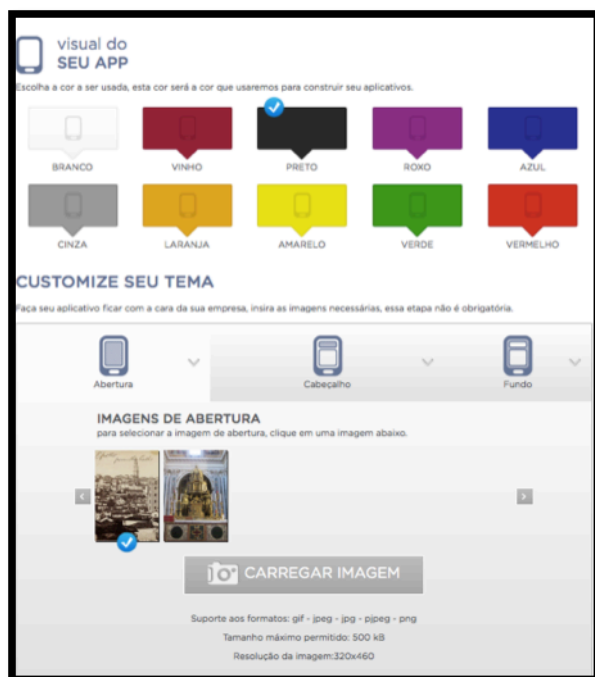 visual do
SEU APP
Escolha a cor a ser usada, esta cor será a cor que usaremos para construir seu aplicativos.
BRANCO VINHO PRETO ROXO AZUL
CINZA LARANJA AMARELO VERDE VERMELHO
CUSTOMIZE SEU TEMA
Faça seu aplicativo ficar com a cara da sua empresa, insira as imagens necessárias, essa etapa não é obrigatória.
Abertura Cabeçalho Fundo
IMAGENS DE ABERTURA
para selecionar a imagem de abertura, clique em uma imagem abaixo.
CARREGAR IMAGEM
Suporte aos formatos: gif - jpeg - jpg - pjpeg - png
Tamanho máximo permitido: 500 kB
Resolução da imagem:320x460